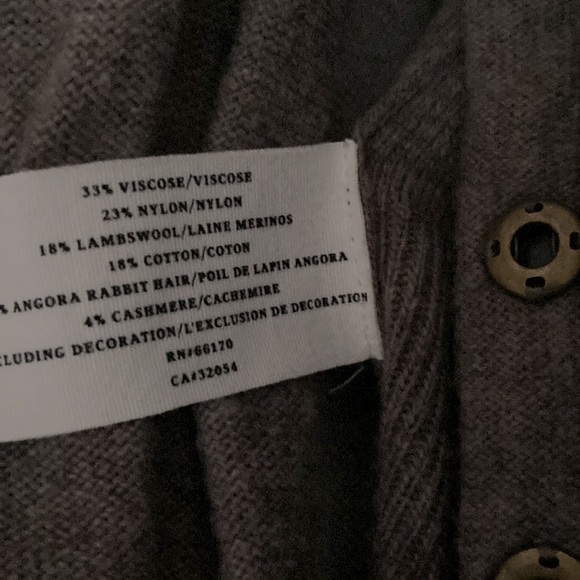 33% VISCOSE/VISCOSE
23% NYLON/NYLON
18% LAMBSWOOL/LAINE MERINOS
18% COTTON/COTON
% ANGORA RABBIT HAIR/POIL DE LAPIN ANGORA
4% CASHMERE/CACHEMIRE
CLUDING DECORATION/L'EXCLUSION DE DECORATION
RN#66170
CA#32054